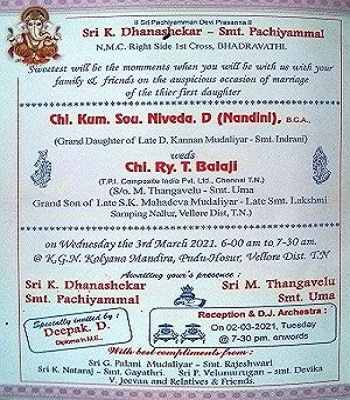 ॥ Sri Pachiyamman Devi Prasanna ॥
Sri K. Dhanashekar - Smt. Pachiyammal
N.M.C. Right Side 1st Cross, BHADRAVATHI.
Sweetest will be the momments when you will be with us with your
family & friends on the auspicious occasion of marriage
of the thier first daughter
Chi. Kum. Sou. Niveda. D (Nandini), B.C.A.,
(Grand Daughter of Late D. Kannan Mudaliyar - Smt. Indrani)
weds
Chi. Ry. T. Balaji
(T.P.I. Composite India Pvt. Ltd., Chennai T.N.)
(S/o. M. Thangavelu - Smt. Uma
Grand Son of Late S.K. Mahadeva Mudaliyar - Late Smt. Lakshmi
Samping Nallur, Vellore Dist, T.N.)
on Wednesday the 3rd March 2021. 6-00 am to 7-30 am.
@ K.G.N. Kalyana Mandira, Pudu-Hosur, Vellore Dist. T.N
Awaitting your's presence :
Sri K. Dhanashekar
Smt. Pachiyammal
Sri M. Thangavelu
Smt. Uma
Specially invited by :
Deepak. D.
Diploma in M.E.,
Reception & D.J. Archestra :
On 02-03-2021, Tuesday
@ 7-30 pm. onwords
With best compliments from :
Sri G. Palani Mudaliyar - Smt. Rajeshwari
Sri K. Nataraj - Smt. Gayathri. Sri P. Velumurugan - smt. Devika
V. Jeevan and Relatives & Friends.